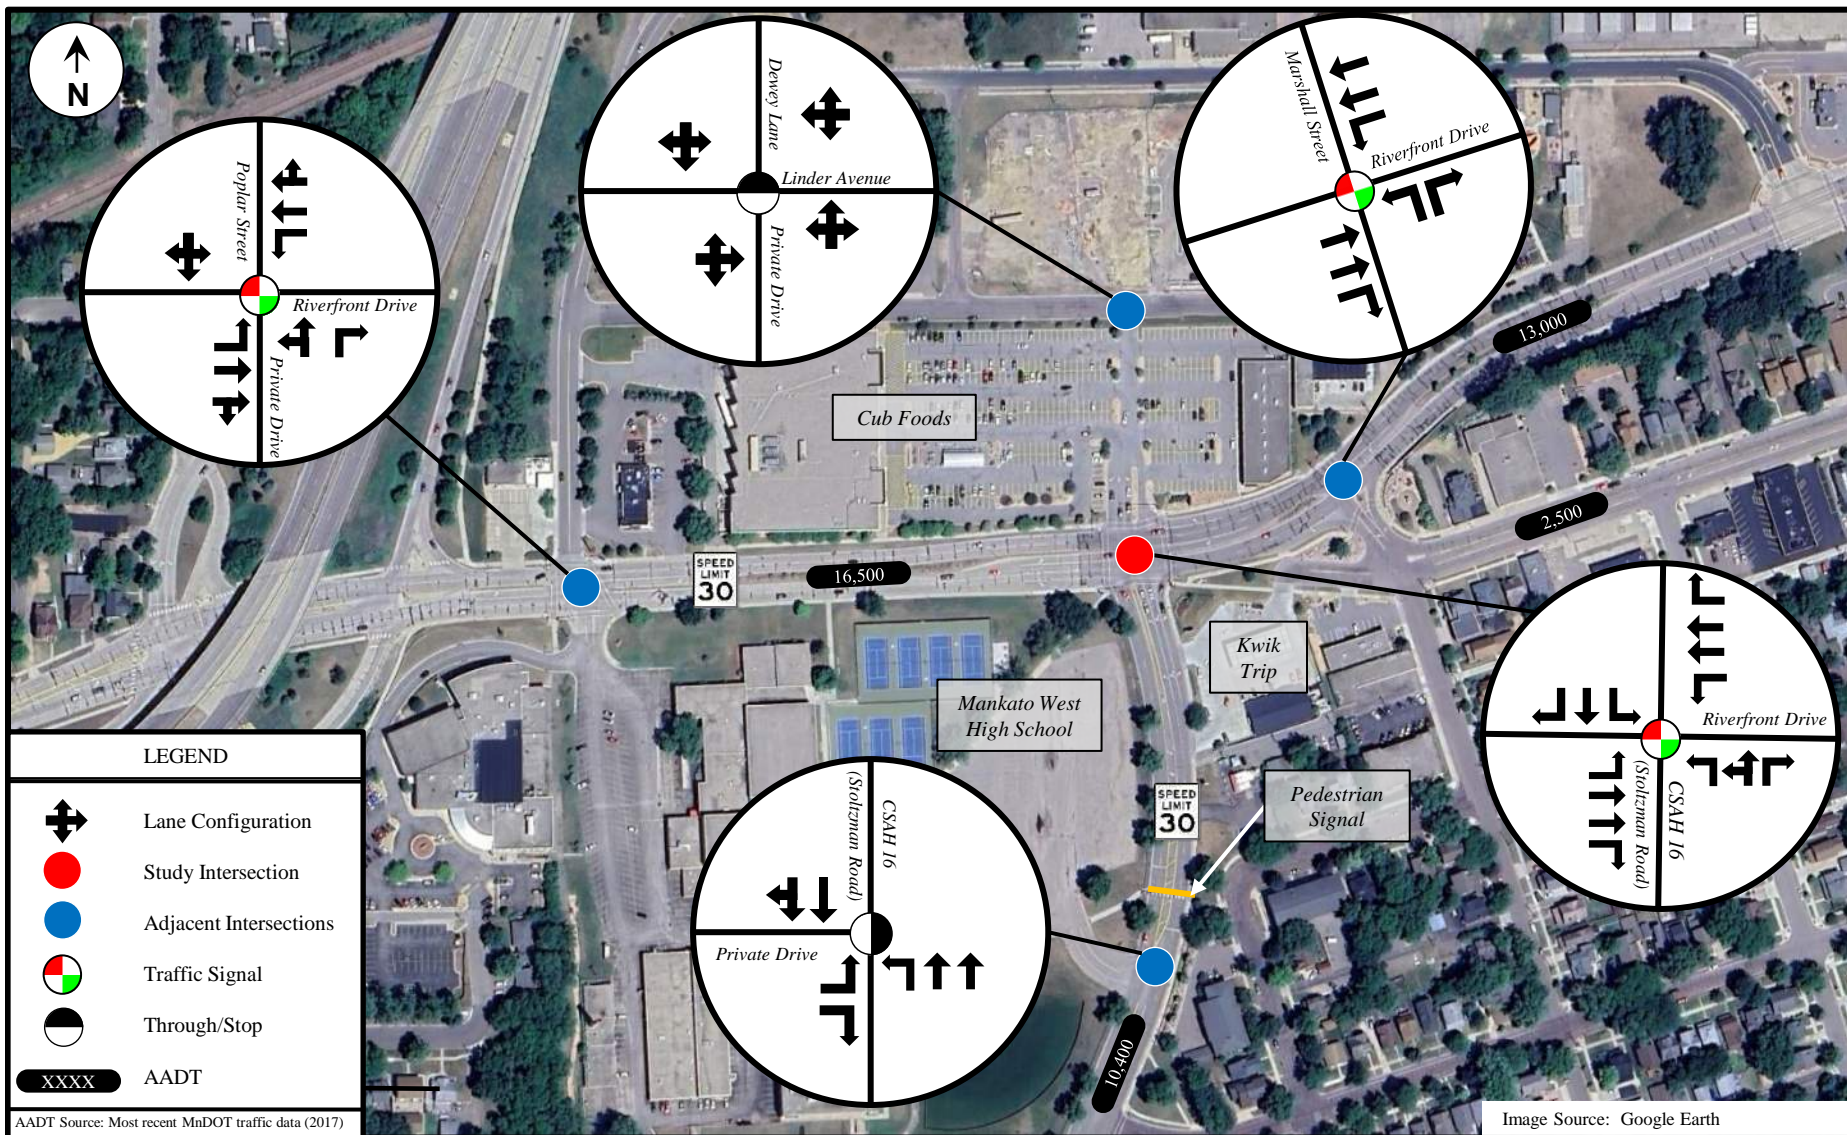 N
Poplar Street
Riverfront Drive
Private Drive
Dewey Lane
Linder Avenue
Private Drive
Marshall Street
Riverfront Drive
13,000
Cub Foods
2,500
SPEED
LIMIT
30
16,500
Kwik
Trip
Mankato West
High School
Riverfront Drive
CSAH 16
(Stoltzman Road)
SPEED
LIMIT
30
Pedestrian
Signal
CSAH 16
(Stoltzman Road)
Private Drive
10,400
LEGEND
Lane Configuration
Study Intersection
Adjacent Intersections
Traffic Signal
Through/Stop
XXXX AADT
AADT Source: Most recent MnDOT traffic data (2017)
Image Source: Google Earth